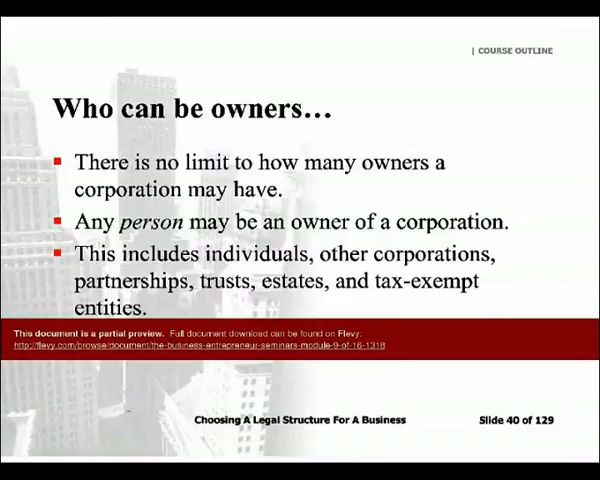 | COURSE OUTLINE
Who can be owners…
There is no limit to how many owners a
corporation may have.
Any person may be an owner of a corporation.
This includes individuals, other corporations,
partnerships, trusts, estates, and tax-exempt
entities.
This document is a partial preview. Full document download can be found on Flevy:
http://flevy.com/browse/document/the-business-entrepreneur-seminars-module-9-of-16-1318
Choosing A Legal Structure For A Business
Slide 40 of 129